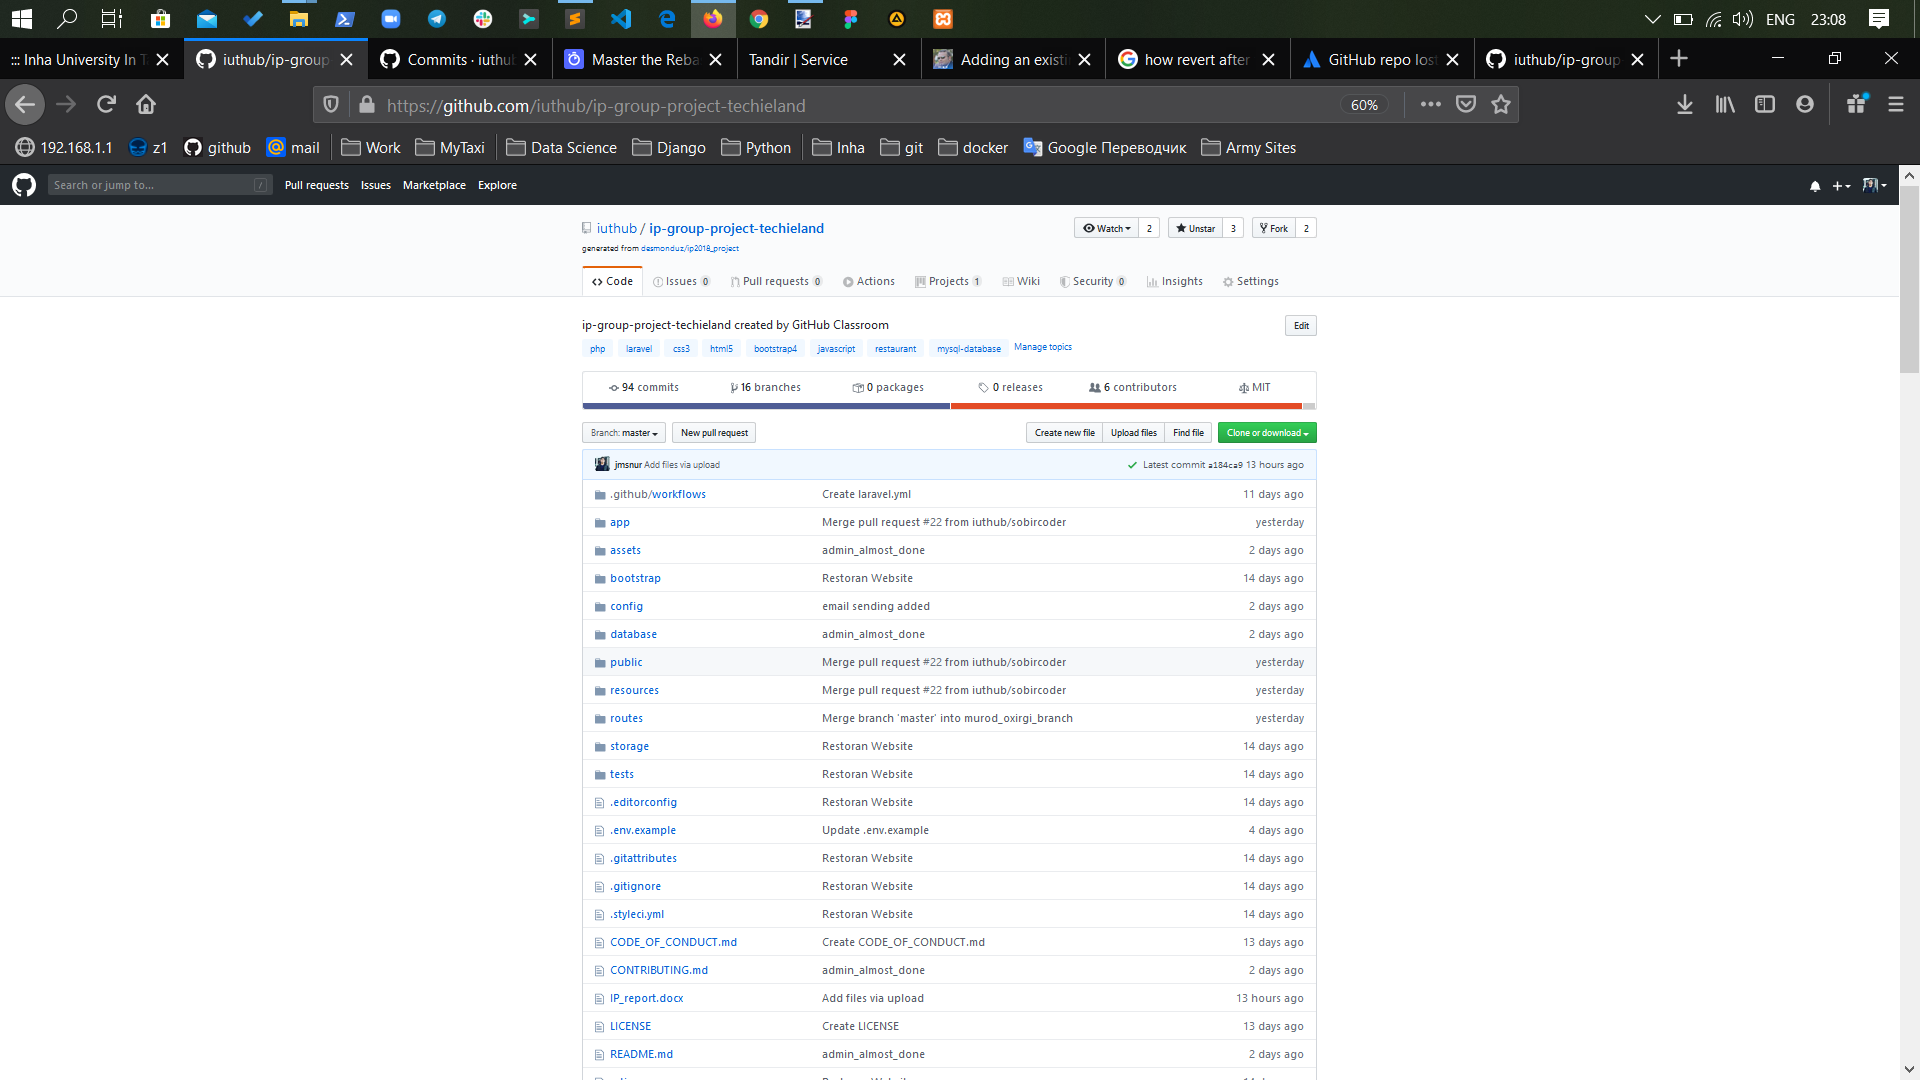 ENG 23:08
::: Inha University In T
iuthub/ip-group
Commits · iuthub
Master the Reba
Tandir | Service
Adding an existi
how revert after
GitHub repo lost
iuthub/ip-group
https://github.com/iuthub/ip-group-project-techieland
60%
192.168.1.1
z1
github
mail
Work
MyTaxi
Data Science
Django
Python
Inha
git
docker
Google Переводчик
Army Sites
Search or jump to... /
Pull requests Issues Marketplace Explore
iuthub / ip-group-project-techieland
Watch 2 Unstar 3 Fork 2
generated from desmonduz/ip2018_project
Code Issues 0 Pull requests 0 Actions Projects 1 Wiki Security 0 Insights Settings
ip-group-project-techieland created by GitHub Classroom
Edit
php laravel css3 html5 bootstrap4 javascript restaurant mysql-database Manage topics
94 commits 16 branches 0 packages 0 releases 6 contributors MIT
Branch: master New pull request Create new file Upload files Find file Clone or download
jmsnur Add files via upload Latest commit a184ca9 13 hours ago
.github/workflows Create laravel.yml 11 days ago
app Merge pull request #22 from iuthub/sobircoder yesterday
assets admin_almost_done 2 days ago
bootstrap Restoran Website 14 days ago
config email sending added 2 days ago
database admin_almost_done 2 days ago
public Merge pull request #22 from iuthub/sobircoder yesterday
resources Merge pull request #22 from iuthub/sobircoder yesterday
routes Merge branch 'master' into murod_oxirgi_branch yesterday
storage Restoran Website 14 days ago
tests Restoran Website 14 days ago
.editorconfig Restoran Website 14 days ago
.env.example Update .env.example 4 days ago
.gitattributes Restoran Website 14 days ago
.gitignore Restoran Website 14 days ago
.styleci.yml Restoran Website 14 days ago
CODE_OF_CONDUCT.md Create CODE_OF_CONDUCT.md 13 days ago
CONTRIBUTING.md admin_almost_done 2 days ago
IP_report.docx Add files via upload 13 hours ago
LICENSE Create LICENSE 13 days ago
README.md admin_almost_done 2 days ago